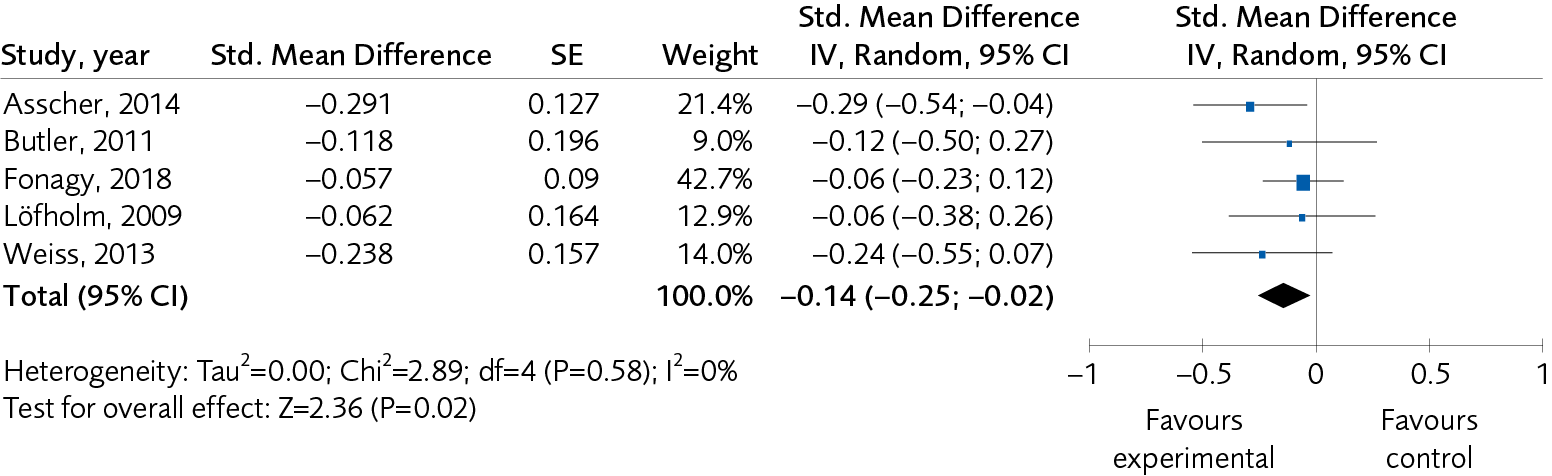 Std. Mean Difference Std. Mean Difference
Study, year Std. Mean Difference SE Weight IV, Random, 95% CI IV, Random, 95% CI
Asscher, 2014 –0.291 0.127 21.4% –0.29 (–0.54; –0.04)
Butler, 2011 –0.118 0.196 9.0% –0.12 (–0.50; 0.27)
Fonagy, 2018 –0.057 0.09 42.7% –0.06 (–0.23; 0.12)
Löfholm, 2009 –0.062 0.164 12.9% –0.06 (–0.38; 0.26)
Weiss, 2013 –0.238 0.157 14.0% –0.24 (–0.55; 0.07)
Total (95% CI) 100.0% –0.14 (–0.25; –0.02)
Heterogeneity: Tau²=0.00; Chi²=2.89; df=4 (P=0.58); I²=0%
Test for overall effect: Z=2.36 (P=0.02)
–1 –0.5 0 0.5 1
Favours Favours
experimental control